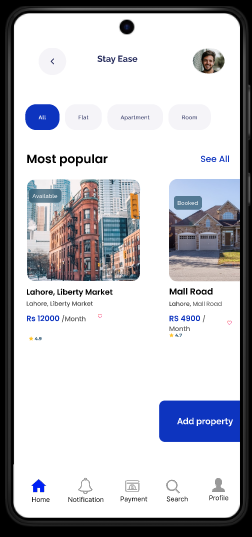 Stay Ease
All
Flat
Apartment
Room
Most popular
See All
Available
Booked
Lahore, Liberty Market
Lahore, Liberty Market
Rs 12000 /Month
4.9
Mall Road
Lahore, Mall Road
Rs 4900 /
Month
4.7
Add property
Home
Notification
Payment
Search
Profile